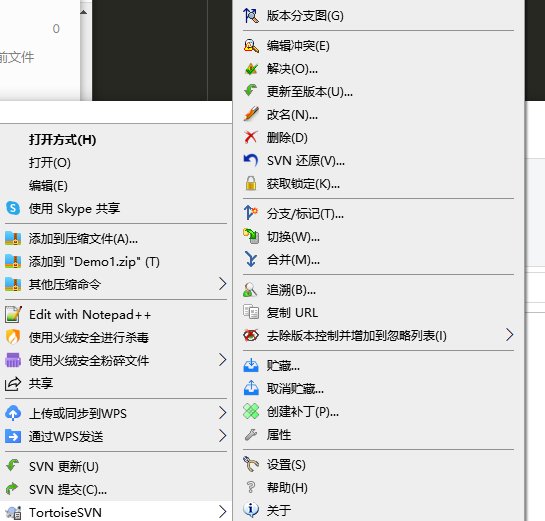 0
前文件
打开方式(H)
打开(O)
编辑(E)
使用 Skype 共享
添加到压缩文件(A)...
添加到 "Demo1.zip" (T)
其他压缩命令
Edit with Notepad++
使用火绒安全进行杀毒
使用火绒安全粉碎文件
共享
上传或同步到WPS
通过WPS发送
SVN 更新(U)
SVN 提交(C)...
TortoiseSVN
版本分支图(G)
编辑冲突(E)
解决(O)...
更新至版本(U)...
改名(N)...
删除(D)
SVN 还原(V)...
获取锁定(K)...
分支/标记(T)...
切换(W)...
合并(M)...
追溯(B)...
复制 URL
去除版本控制并增加到忽略列表(I)
贮藏...
取消贮藏...
创建补丁(P)...
属性
设置(S)
帮助(H)
关于